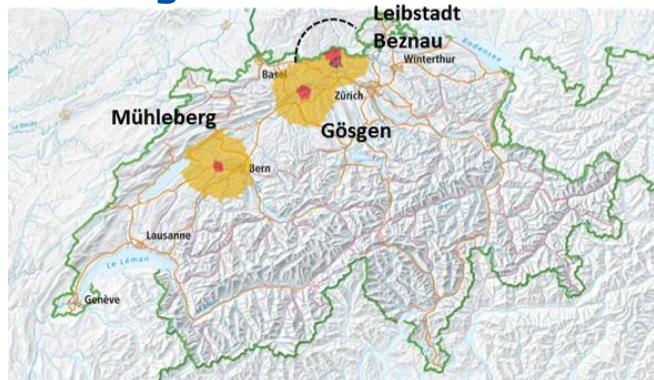 Leibstadt
Beznau
Bodensee
Basel
Winterthur
Zürich
Mühleberg
Gösgen
Bern
Lausanne
Le Léman
Genève